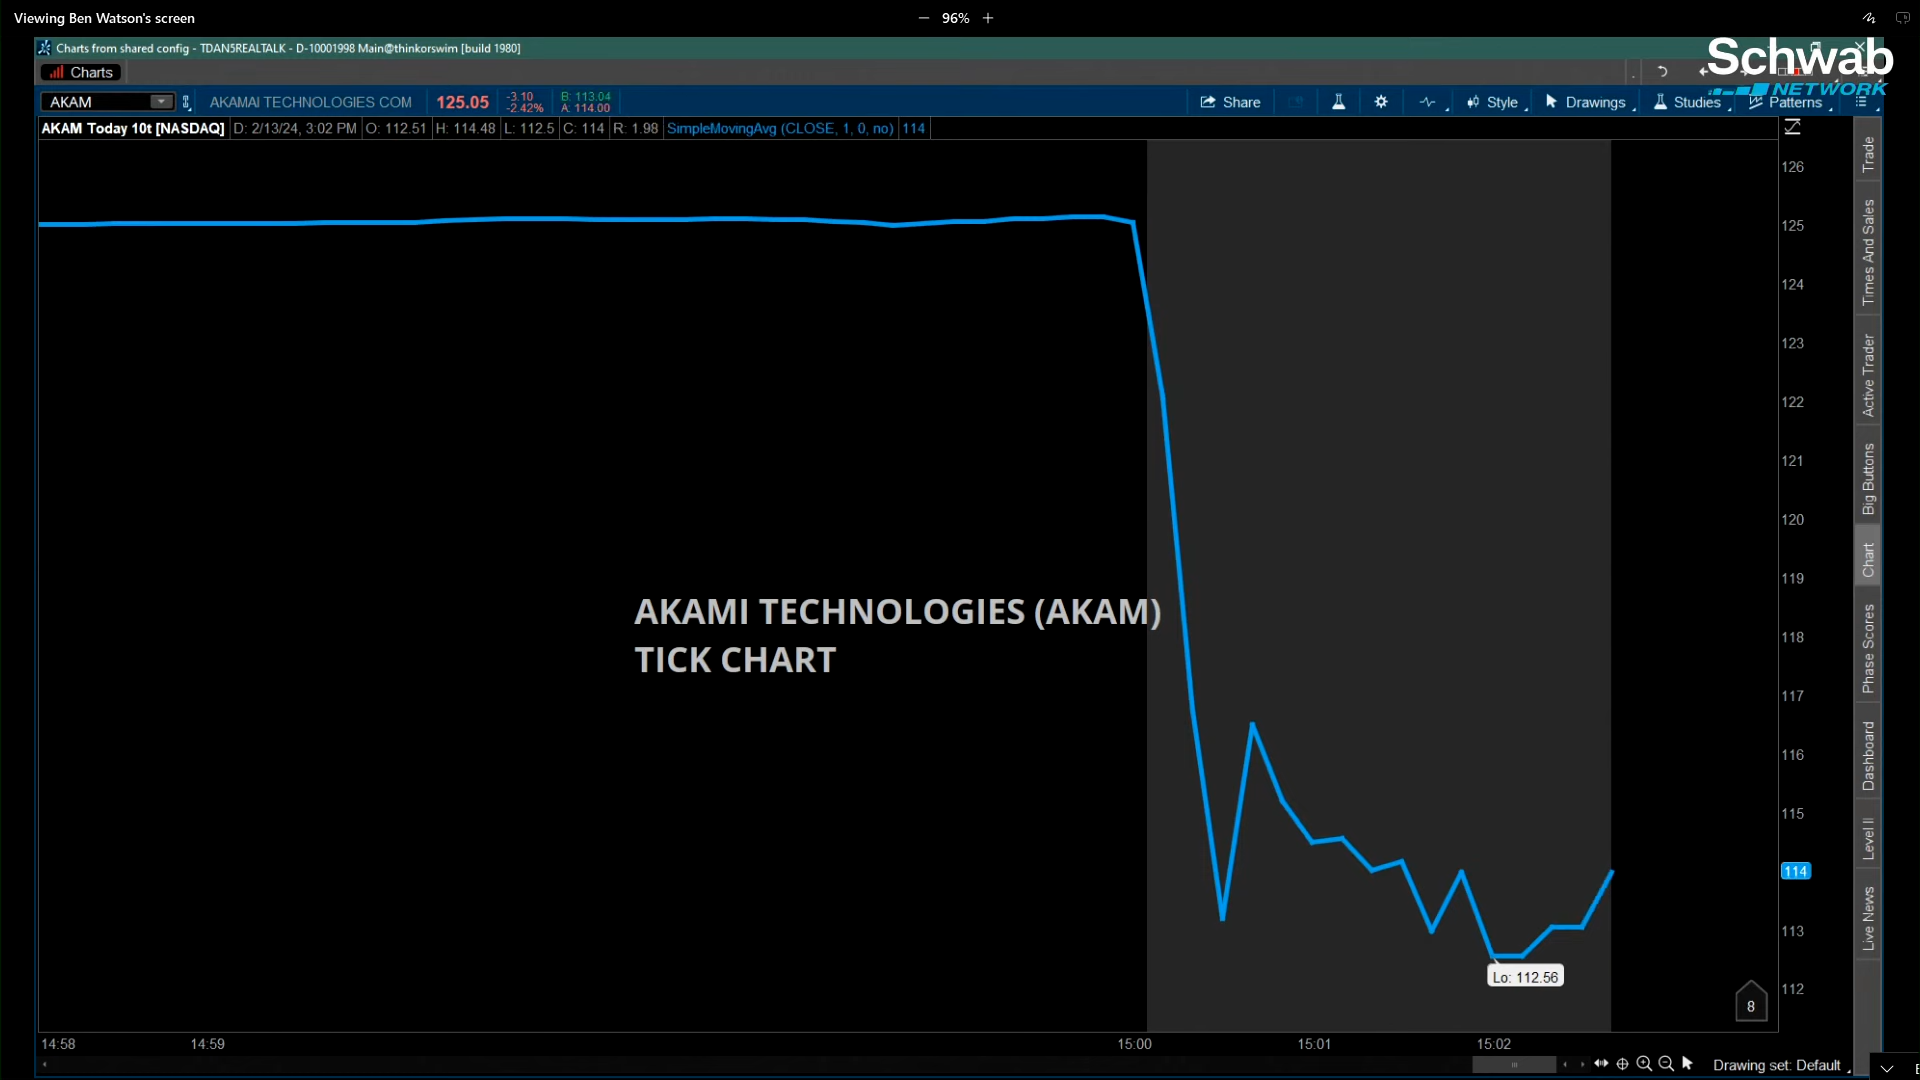 Viewing Ben Watson's screen
96%
Charts from shared config - TDAN5REALTALK - D-10001998 Main@thinkorswim [build 1980]
Schwab
NETWORK
Charts
AKAM
AKAMAI TECHNOLOGIES COM
125.05
-3.10
-2.42%
B: 113.04
A: 114.00
Share
Style
Drawings
Studies
Patterns
AKAM Today 10t [NASDAQ]
D: 2/13/24, 3:02 PM
O: 112.51
H: 114.48
L: 112.5
C: 114
R: 1.98
SimpleMovingAvg (CLOSE, 1, 0, no)
114
126
125
124
123
122
121
120
119
118
117
116
115
114
113
112
AKAMI TECHNOLOGIES (AKAM)
TICK CHART
Lo: 112.56
8
14:58
14:59
15:00
15:01
15:02
Drawing set: Default
Trade
Times And Sales
Active Trader
Big Buttons
Chart
Phase Scores
Dashboard
Level II
Live News